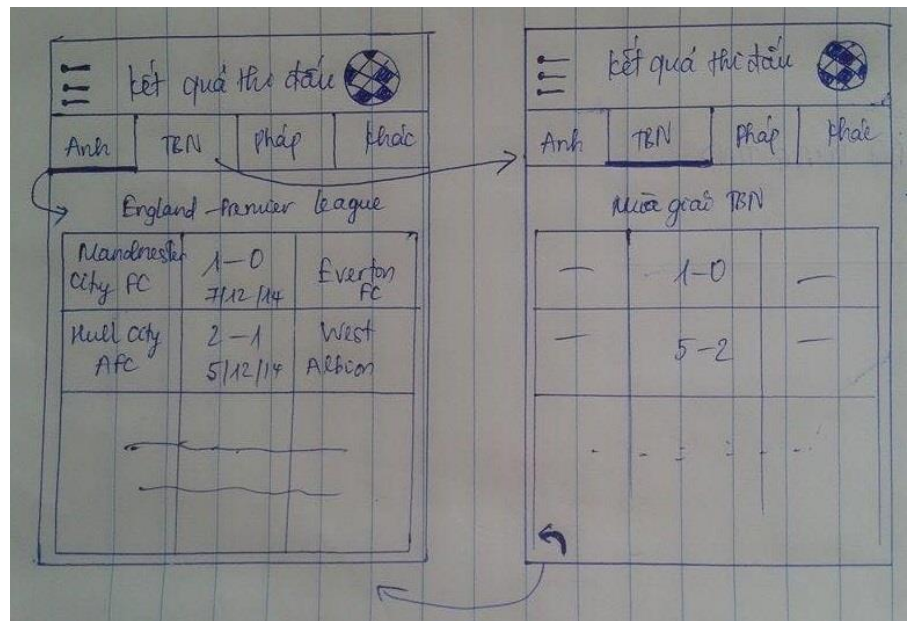 kết quả thi đấu
Anh TBN Pháp khác
England - Premier league
Manchester City FC
1-0
7/12/14
Everton FC
Hull City AFC
2-1
5/12/14
West Albion
kết quả thi đấu
Anh TBN Pháp khác
Mùa giải TBN
1-0
5-2